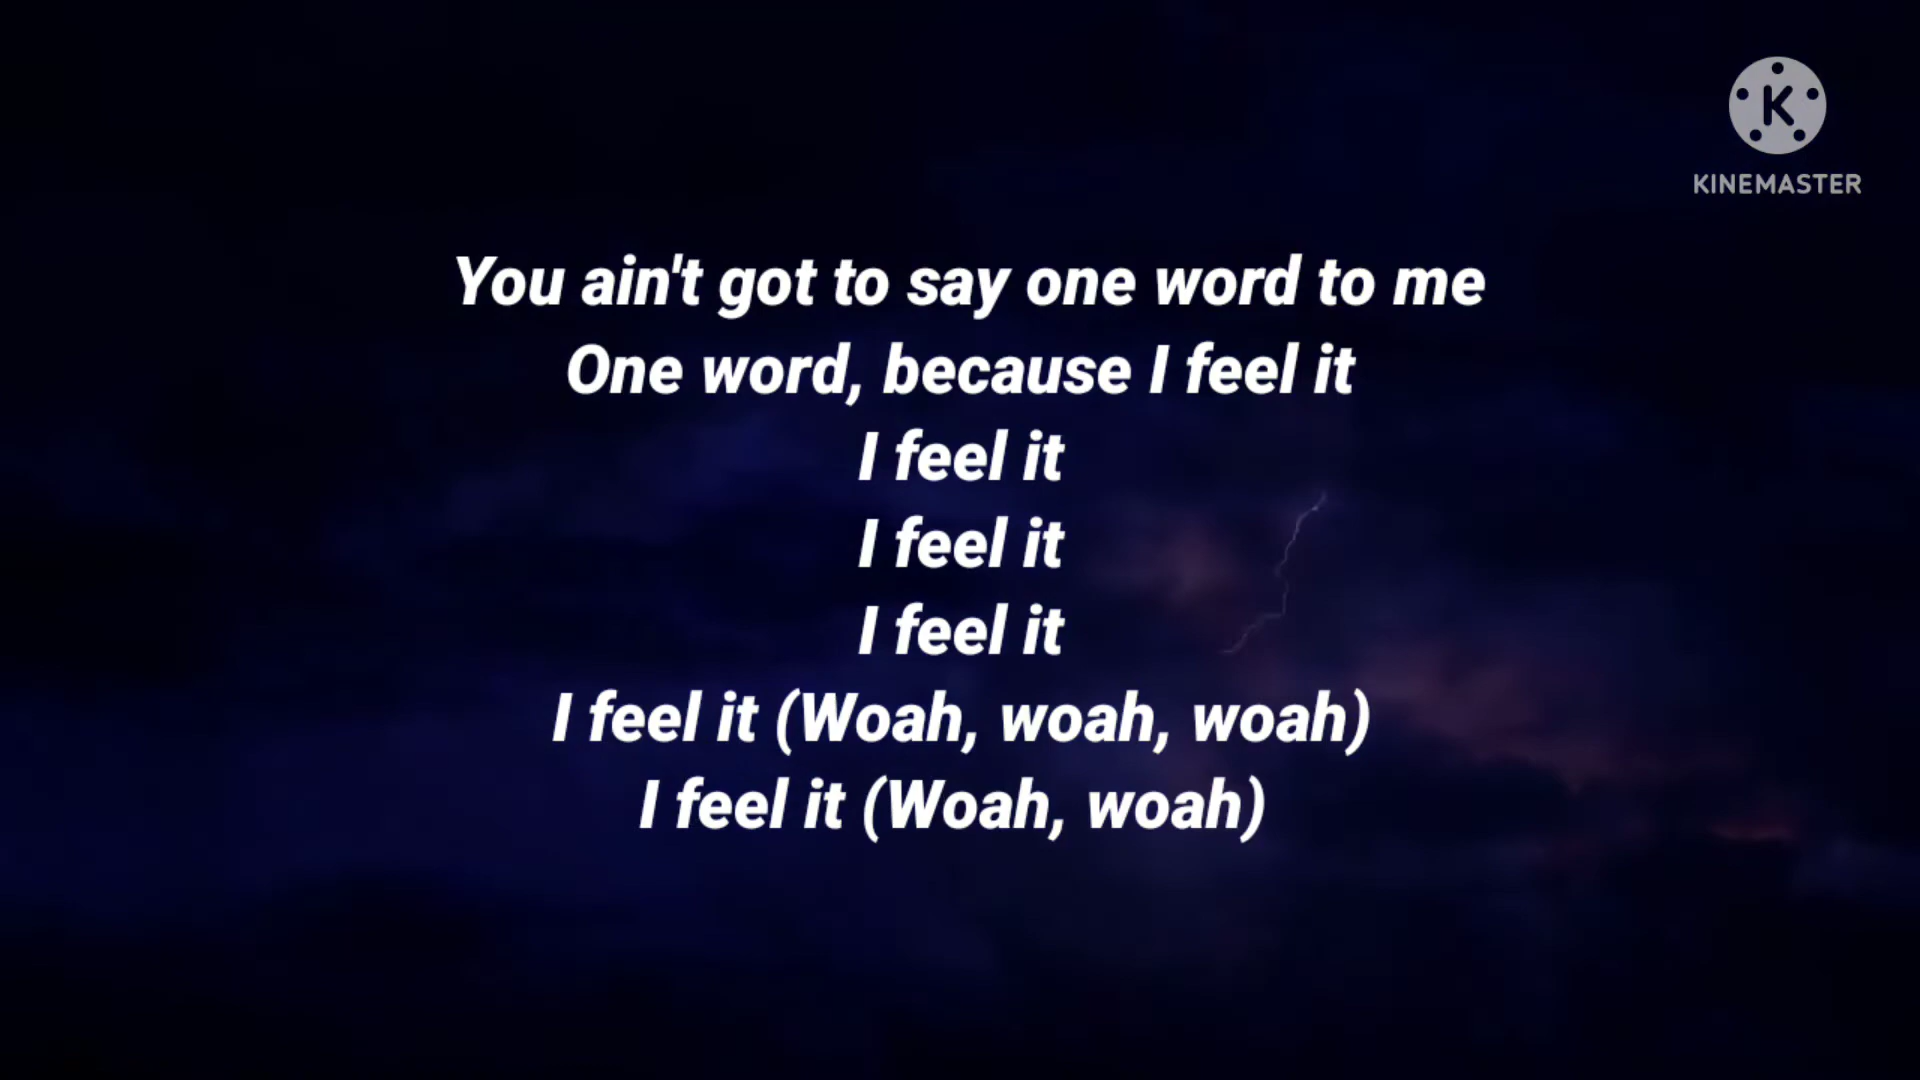 K
KINEMASTER
You ain't got to say one word to me
One word, because I feel it
I feel it
I feel it
I feel it
I feel it (Woah, woah, woah)
I feel it (Woah, woah)